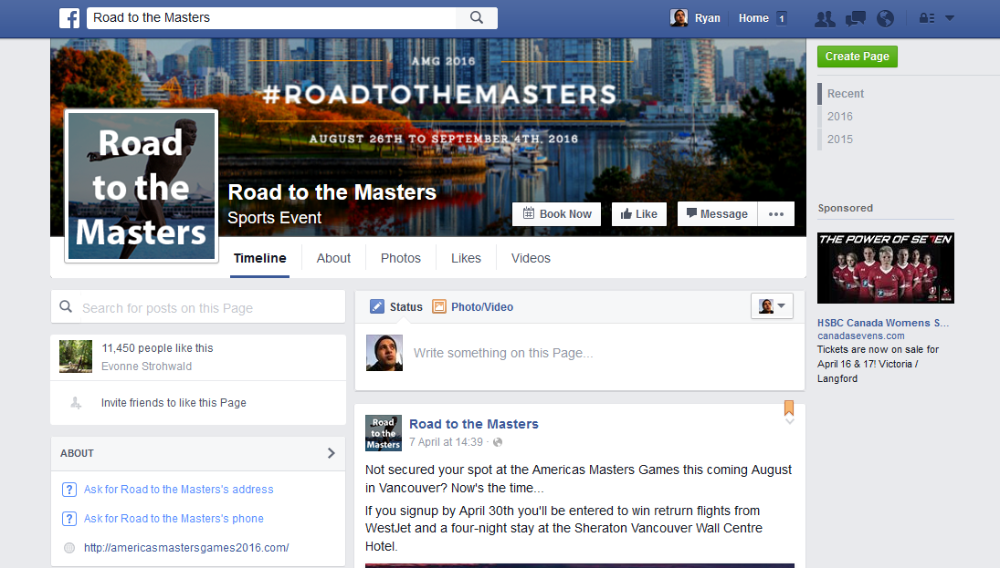 Road to the Masters
Ryan
Home 1
AMG 2016
#ROADTOTHEMASTERS
AUGUST 26TH TO SEPTEMBER 4TH, 2016
Road
to the
Masters
Road to the Masters
Sports Event
Book Now
Like
Message
Timeline
About
Photos
Likes
Videos
Create Page
Recent
2016
2015
Search for posts on this Page
11,450 people like this
Evonne Strohwald
Invite friends to like this Page
ABOUT
? Ask for Road to the Masters's address
? Ask for Road to the Masters's phone
http://americasmastersgames2016.com/
Status
Photo/Video
Write something on this Page...
Road
to the
Masters
Road to the Masters
7 April at 14:39 ·
Not secured your spot at the Americas Masters Games this coming August
in Vancouver? Now's the time...
If you signup by April 30th you'll be entered to win retrurn flights from
WestJet and a four-night stay at the Sheraton Vancouver Wall Centre
Hotel.
Sponsored
THE POWER OF SE7EN
HSBC Canada Womens S...
canadasevens.com
Tickets are now on sale for
April 16 & 17! Victoria /
Langford